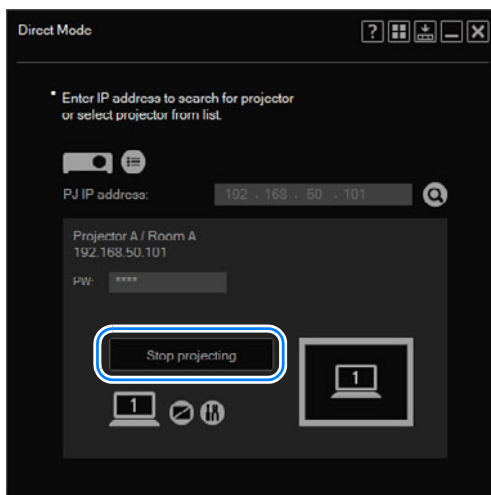 Direct Mode
?
Enter IP address to search for projector
or select projector from list.
PJ IP address: 192 . 168 . 50 . 101
Projector A / Room A
192.168.50.101
PW: ****
Stop projecting
1
1